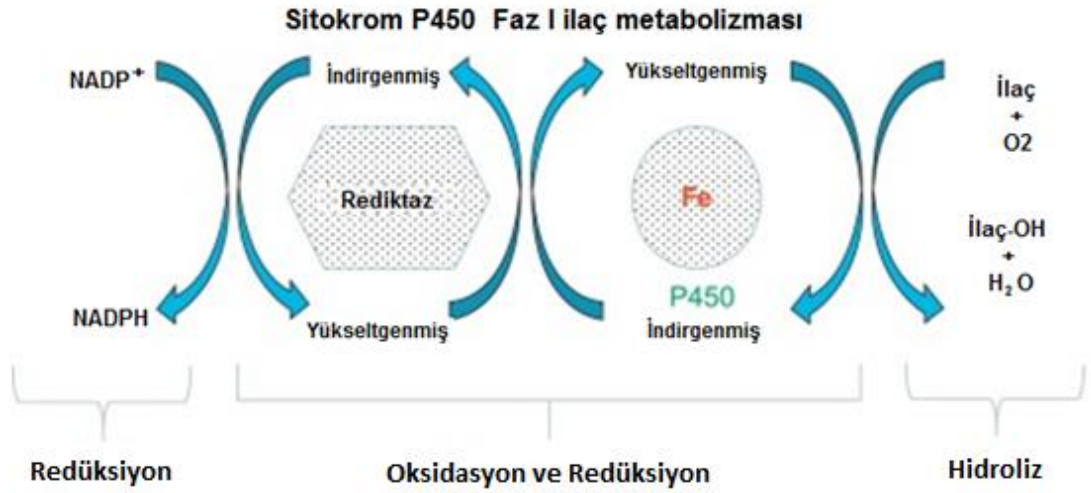 Sitokrom P450 Faz I ilaç metabolizması
NADP+
İndirgenmiş
Yükseltgenmiş
İlaç
+
O2
Rediktaz
Fe
P450
İlaç-OH
+
H2O
NADPH
Yükseltgenmiş
İndirgenmiş
Redüksiyon
Oksidasyon ve Redüksiyon
Hidroliz